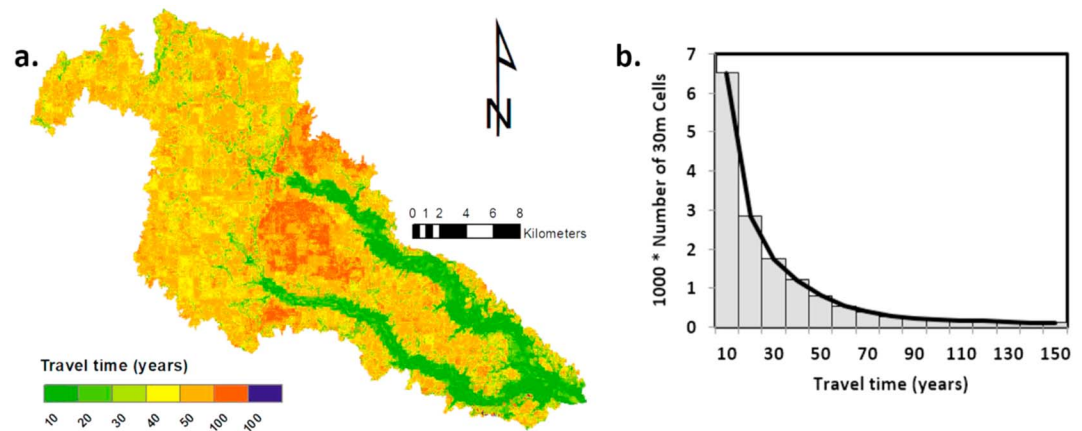 a.
N
0 1 2 4 6 8
Kilometers
Travel time (years)
10 20 30 40 50 100 100
b.
1000 * Number of 30m Cells
7
6
5
4
3
2
1
0
10 30 50 70 90 110 130 150
Travel time (years)